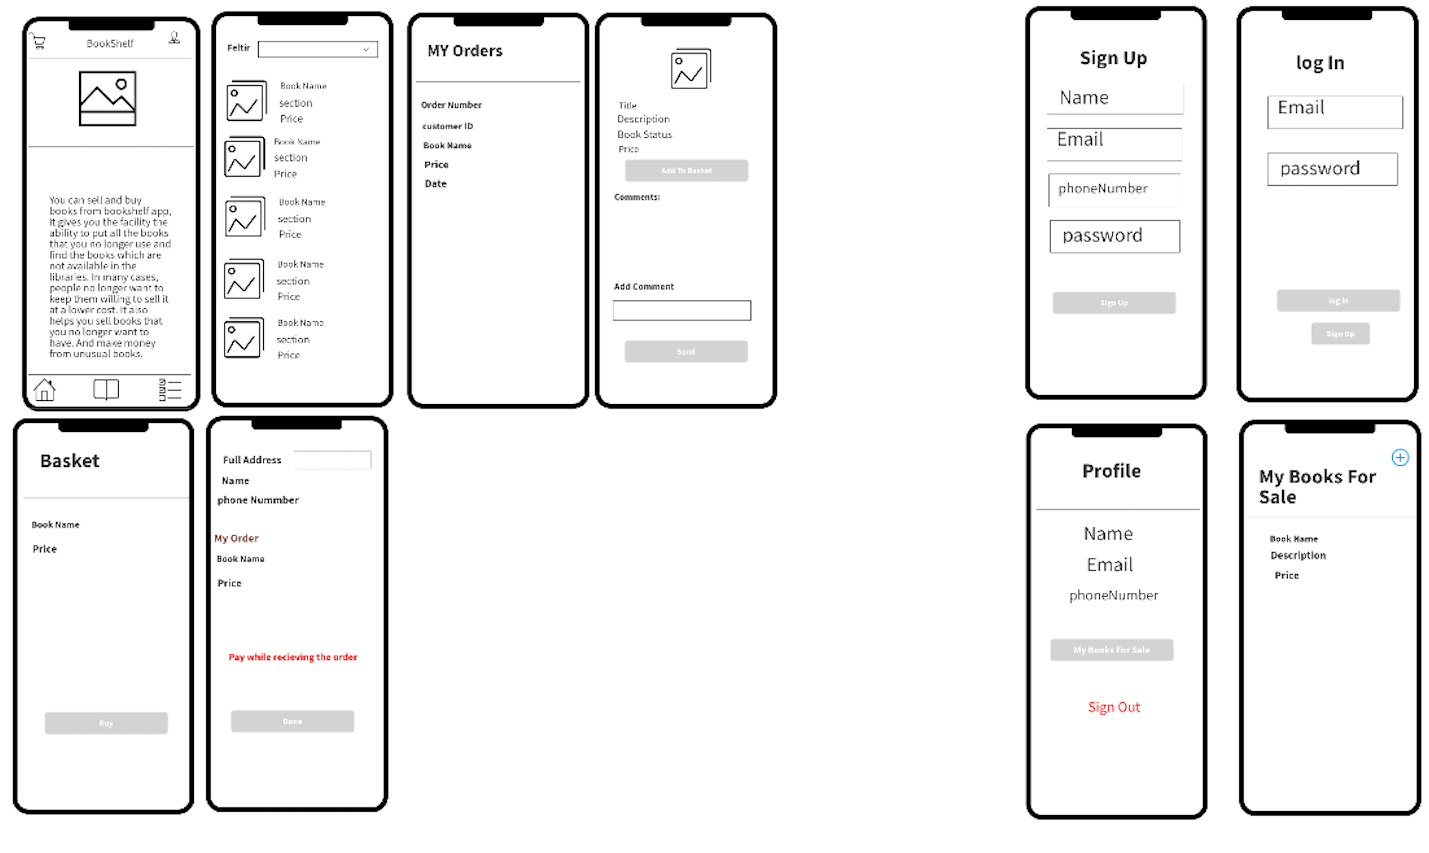 BookShelf
You can sell and buy
books from bookshelf app,
it gives you the facility the
ability to put all the books
that you no longer use and
find the books which are
not available in the
libraries. In many cases,
people no longer want to
keep them willing to sell it
at a lower cost. It also
helps you sell books that
you no longer want to
have. And make money
from unusual books.
Feltir
Book Name
section
Price
Book Name
section
Price
Book Name
section
Price
Book Name
section
Price
Book Name
section
Price
MY Orders
Order Number
customer ID
Book Name
Price
Date
Title
Description
Book Status
Price
Add To Basket
Comments:
Add Comment
Send
Sign Up
Name
Email
phoneNumber
password
Sign Up
log In
Email
password
log In
Sign Up
Basket
Book Name
Price
Buy
Full Address
Name
phone Nummber
My Order
Book Name
Price
Pay while recieving the order
Done
Profile
Name
Email
phoneNumber
My Books For Sale
Sign Out
My Books For
Sale
Book Name
Description
Price